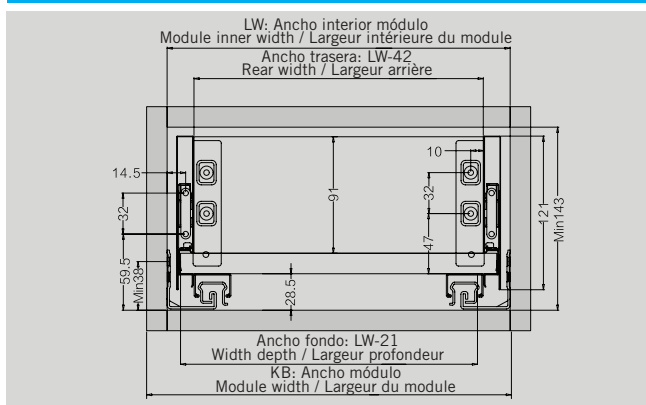 LW: Ancho interior módulo
Module inner width / Largeur intérieure du module
Ancho trasera: LW-42
Rear width / Largeur arrière
10
14.5
32
91
32
121
Min143
47
59.5
Min38
28.5
Ancho fondo: LW-21
Width depth / Largeur profondeur
KB: Ancho módulo
Module width / Largeur du module